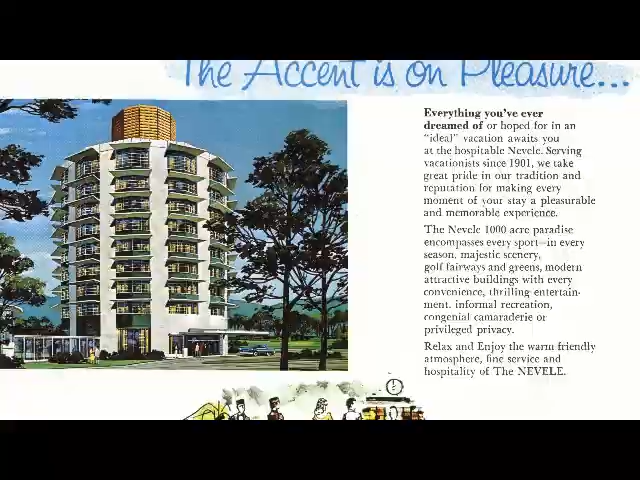 The Accent is on Pleasure...
Everything you've ever
dreamed of or hoped for in an
"ideal" vacation awaits you
at the hospitable Nevele. Serving
vacationists since 1901, we take
great pride in our tradition and
reputation for making every
moment of your stay a pleasurable
and memorable experience.
The Nevele 1000 acre paradise
encompasses every sport—in every
season, majestic scenery,
golf fairways and greens, modern
attractive buildings with every
convenience, thrilling entertain-
ment, informal recreation,
congenial camaraderie or
privileged privacy.
Relax and Enjoy the warm friendly
atmosphere, fine service and
hospitality of The NEVELE.